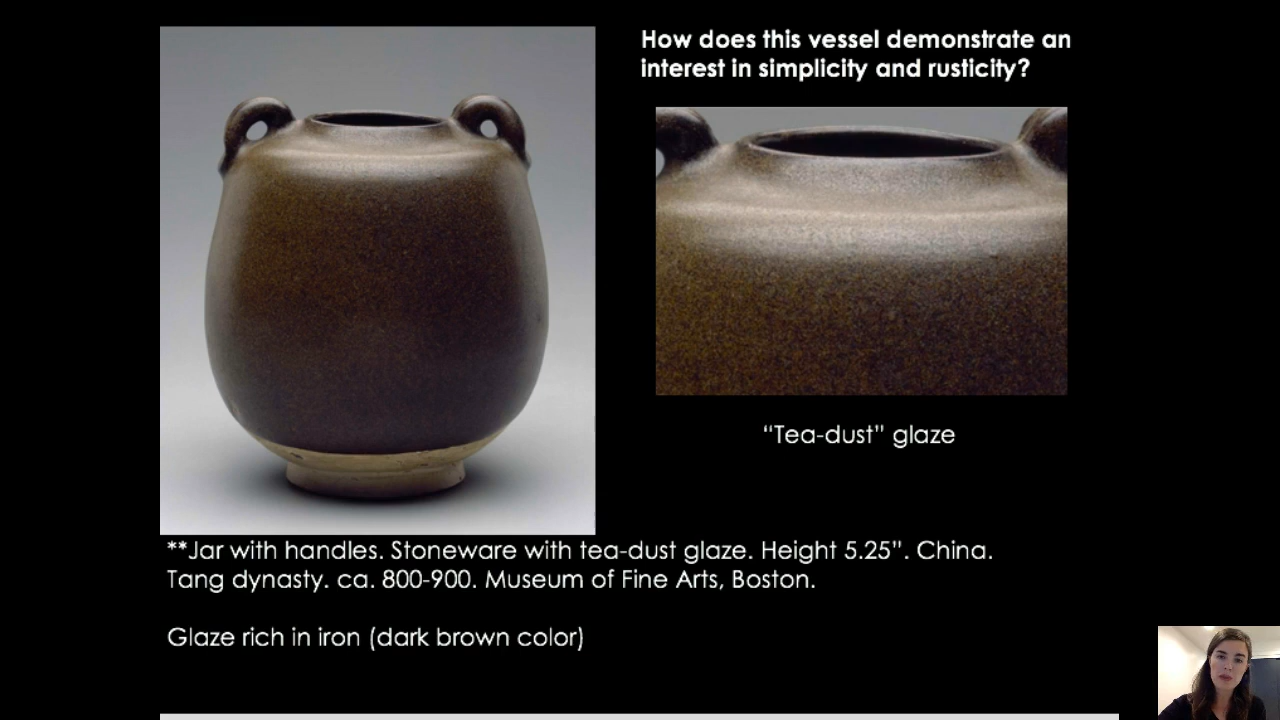 How does this vessel demonstrate an
interest in simplicity and rusticity?
“Tea-dust” glaze
**Jar with handles. Stoneware with tea-dust glaze. Height 5.25”. China.
Tang dynasty. ca. 800-900. Museum of Fine Arts, Boston.
Glaze rich in iron (dark brown color)